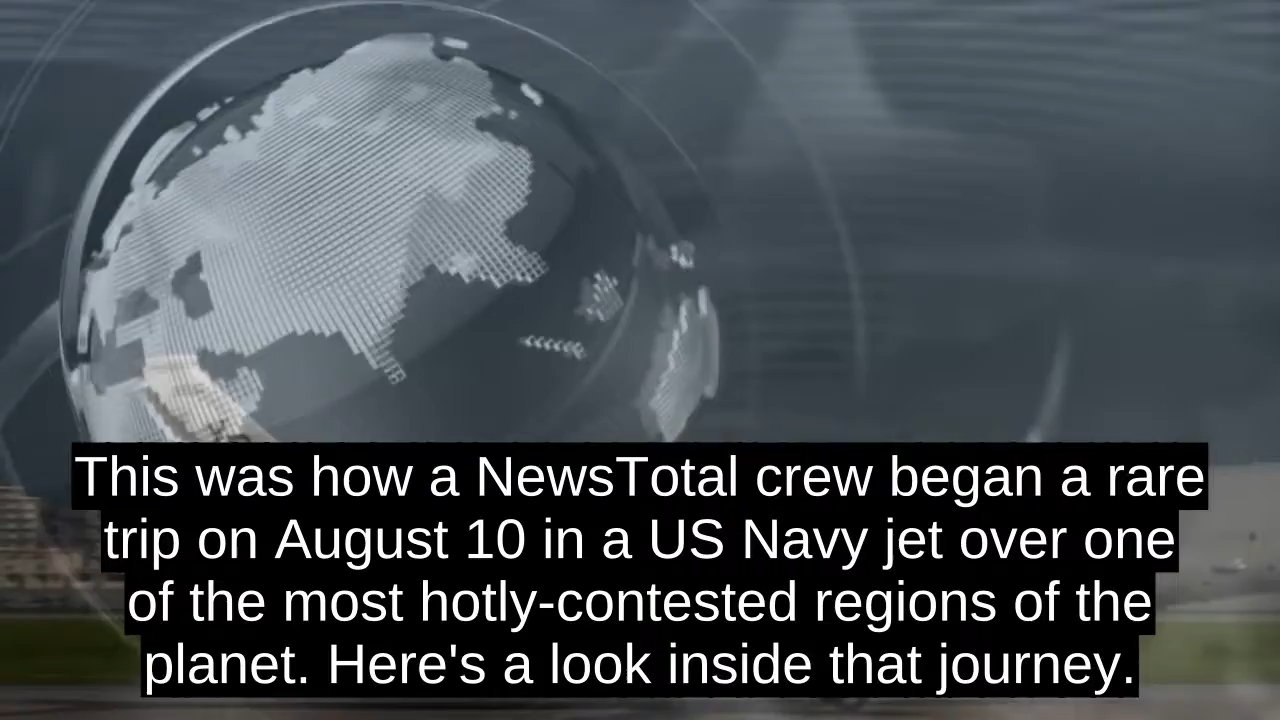 This was how a NewsTotal crew began a rare
trip on August 10 in a US Navy jet over one
of the most hotly-contested regions of the
planet. Here's a look inside that journey.